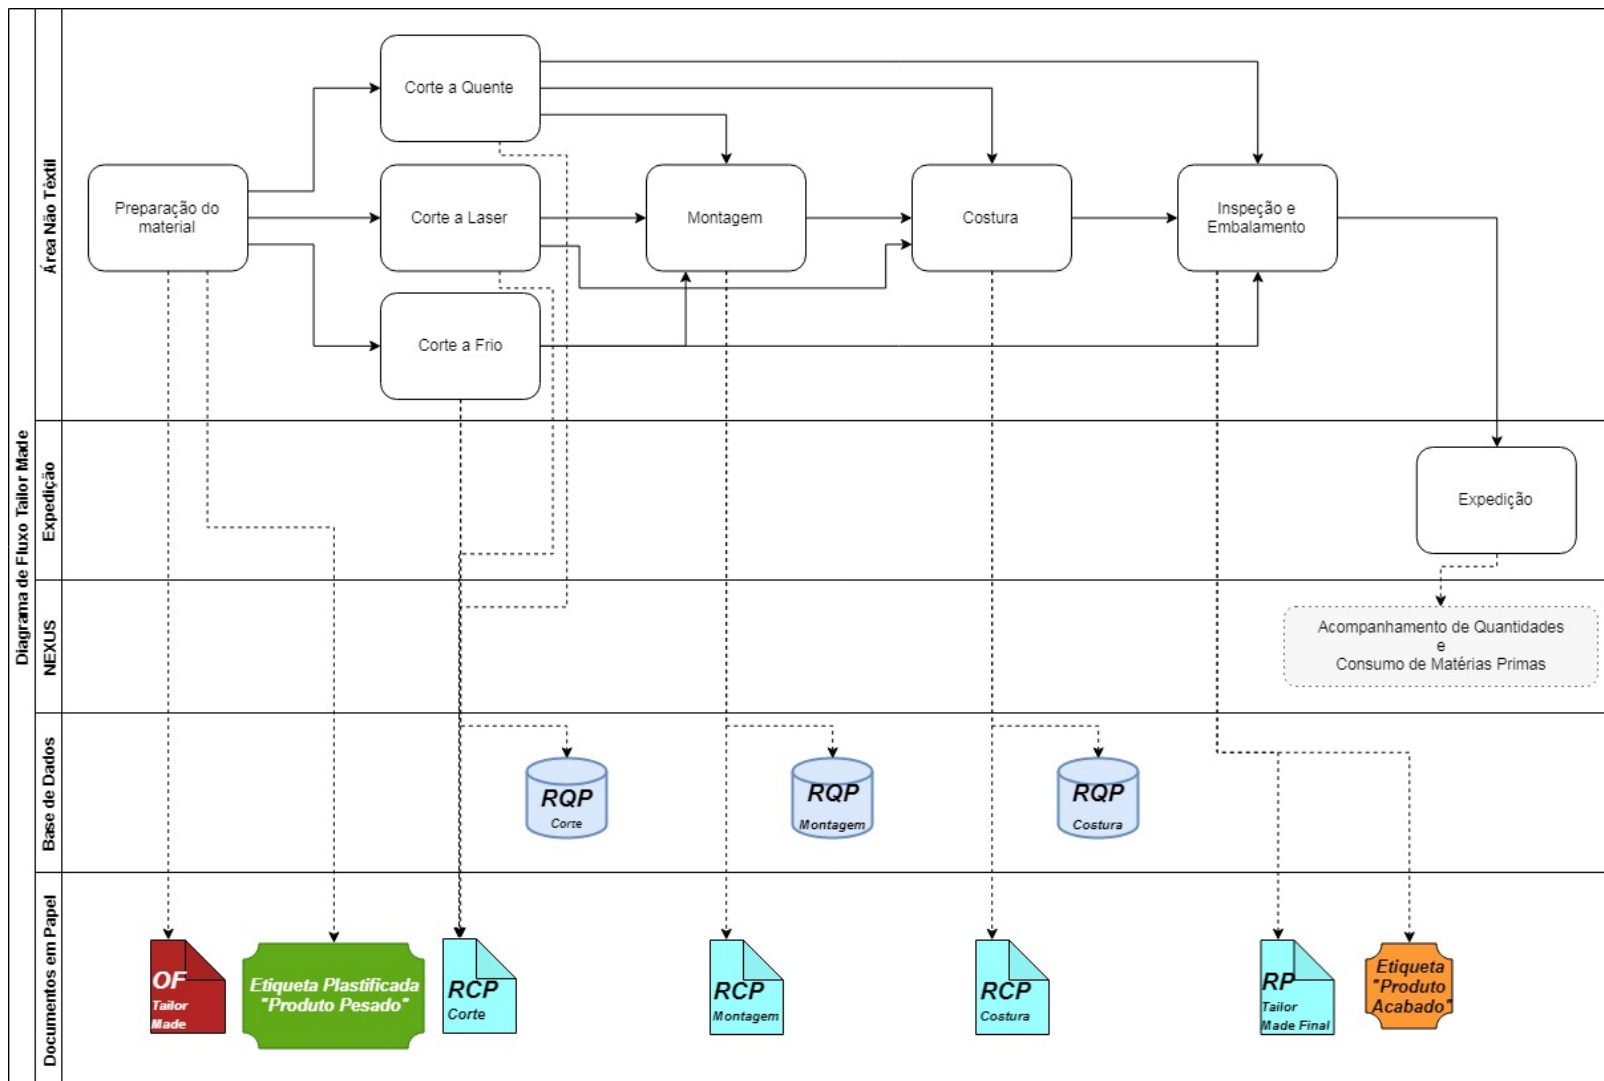 Diagrama de Fluxo Tailor Made
Área Não Têxtil
Corte a Quente
Preparação do
material
Corte a Laser
Montagem
Costura
Inspeção e
Embalamento
Corte a Frio
Expedição
Expedição
NEXUS
Acompanhamento de Quantidades
e
Consumo de Matérias Primas
Base de Dados
RQP
Corte
RQP
Montagem
RQP
Costura
Documentos em Papel
OF
Tailor
Made
Etiqueta Plastificada
"Produto Pesado"
RCP
Corte
RCP
Montagem
RCP
Costura
RP
Tailor
Made Final
Etiqueta
"Produto
Acabado"